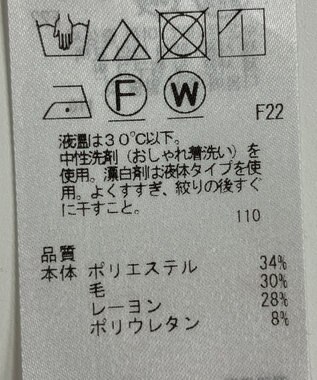 F W
F22
液温は30℃以下。
中性洗剤(おしゃれ着洗い)を
使用。漂白剤は液体タイプを使
用。よくすすぎ、絞りの後すぐ
に干すこと。
110
品質
本体 ポリエステル 34%
毛 30%
レーヨン 28%
ポリウレタン 8%